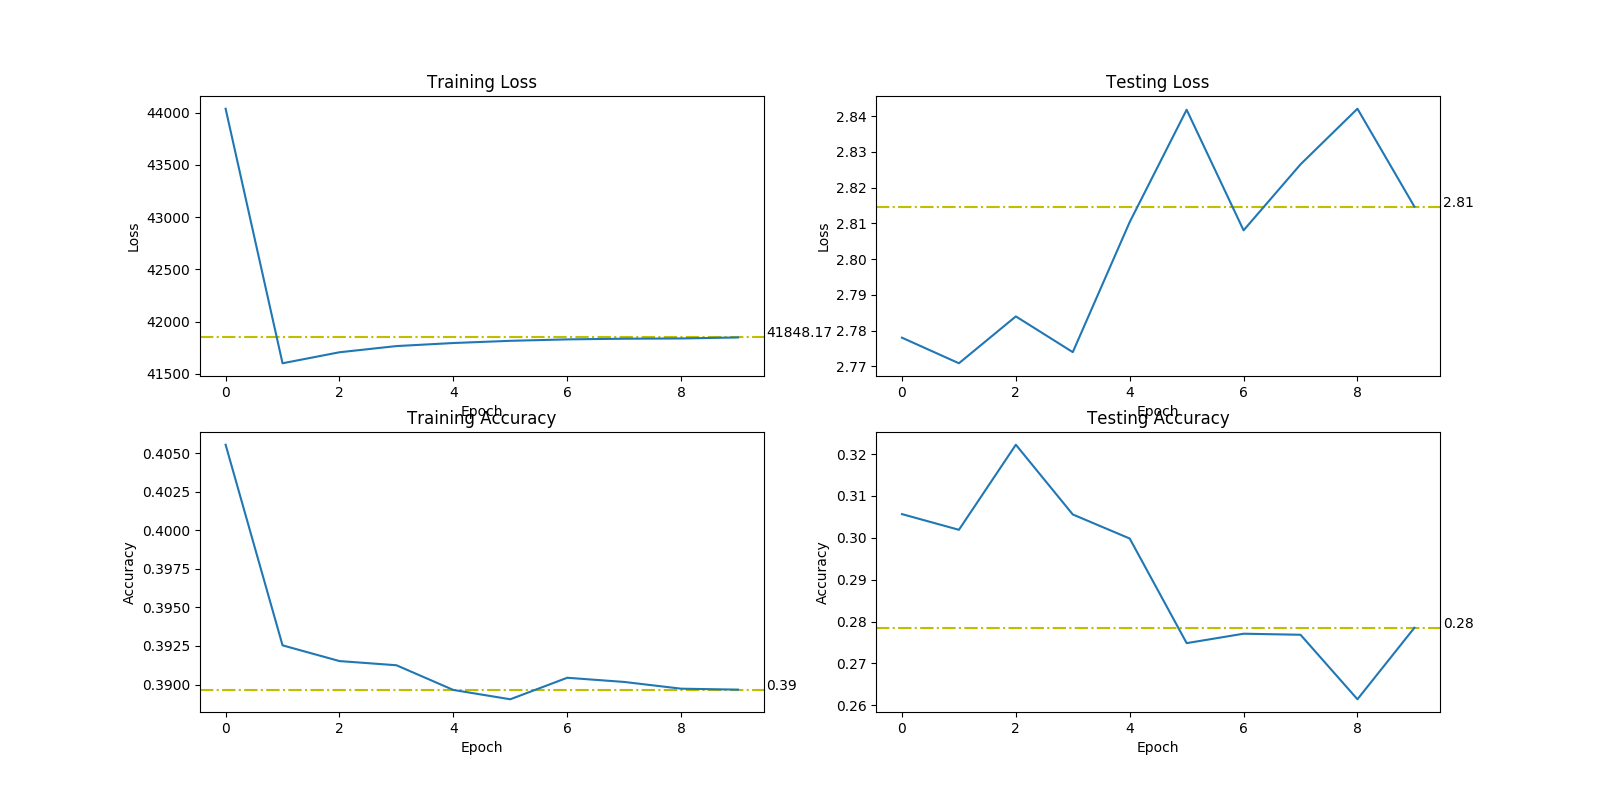 Training Loss
44000
43500
43000
42500
42000
41500
Loss
41848.17
0 2 4 6 8
Epoch
Testing Loss
2.84
2.83
2.82
2.81
2.80
2.79
2.78
2.77
Loss
2.81
0 2 4 6 8
Epoch
Training Accuracy
0.4050
0.4025
0.4000
0.3975
0.3950
0.3925
0.3900
Accuracy
0.39
0 2 4 6 8
Epoch
Testing Accuracy
0.32
0.31
0.30
0.29
0.28
0.27
0.26
Accuracy
0.28
0 2 4 6 8
Epoch